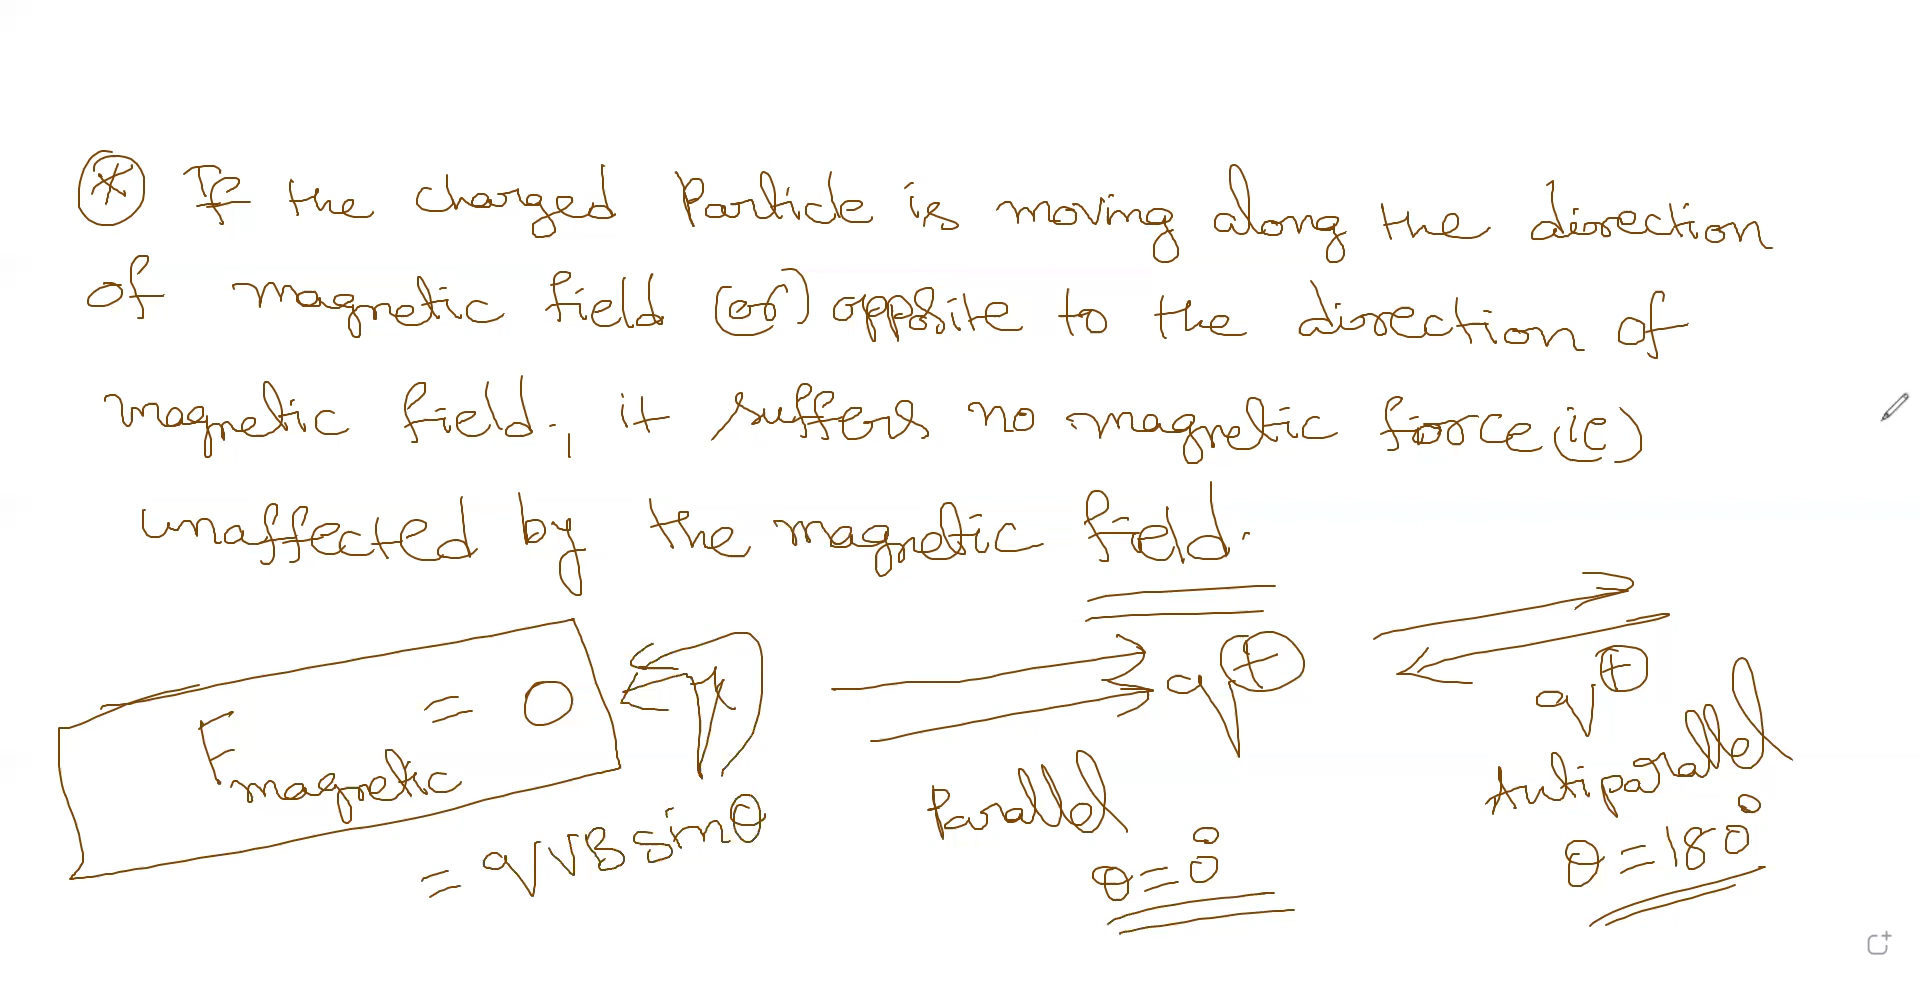 * If the charged Particle is moving along the direction
of magnetic field (or) opposite to the direction of
magnetic field, it suffers no magnetic force (ie)
unaffected by the magnetic field.
F magnetic = 0
= qVBsinθ
q+
Parallel
θ=0°
q+
Antiparallel
θ=180°